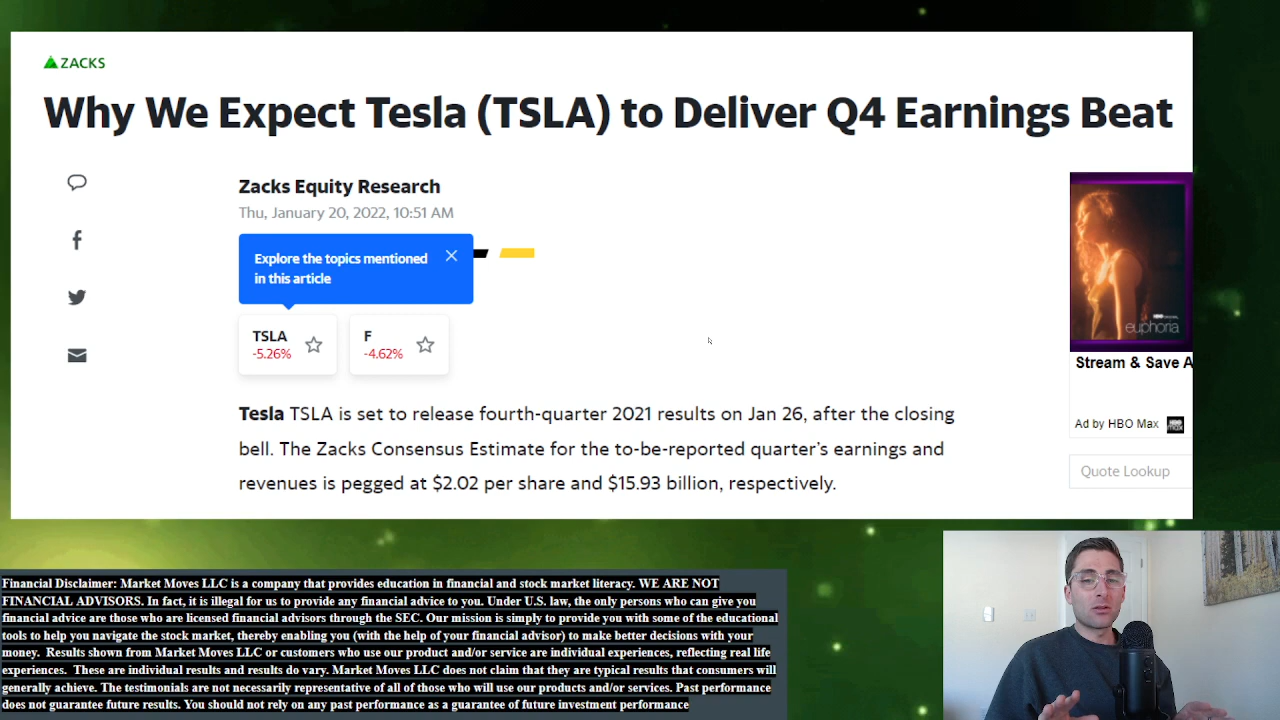 ZACKS
Why We Expect Tesla (TSLA) to Deliver Q4 Earnings Beat
Zacks Equity Research
Thu, January 20, 2022, 10:51 AM
Explore the topics mentioned
in this article
TSLA
-5.26%
F
-4.62%
Tesla TSLA is set to release fourth-quarter 2021 results on Jan 26, after the closing
bell. The Zacks Consensus Estimate for the to-be-reported quarter's earnings and
revenues is pegged at $2.02 per share and $15.93 billion, respectively.
HBO ORIGINAL
euphoria
Stream & Save A
Ad by HBO Max
HBO max
Quote Lookup
Financial Disclaimer: Market Moves LLC is a company that provides education in financial and stock market literacy. WE ARE NOT
FINANCIAL ADVISORS. In fact, it is illegal for us to provide any financial advice to you. Under U.S. law, the only persons who can give you
financial advice are those who are licensed financial advisors through the SEC. Our mission is simply to provide you with some of the educational
tools to help you navigate the stock market, thereby enabling you (with the help of your financial advisor) to make better decisions with your
money.  Results shown from Market Moves LLC or customers who use our product and/or service are individual experiences, reflecting real life
experiences.  These are individual results and results do vary. Market Moves LLC does not claim that they are typical results that consumers will
generally achieve. The testimonials are not necessarily representative of all of those who will use our products and/or services. Past performance
does not guarantee future results. You should not rely on any past performance as a guarantee of future investment performance